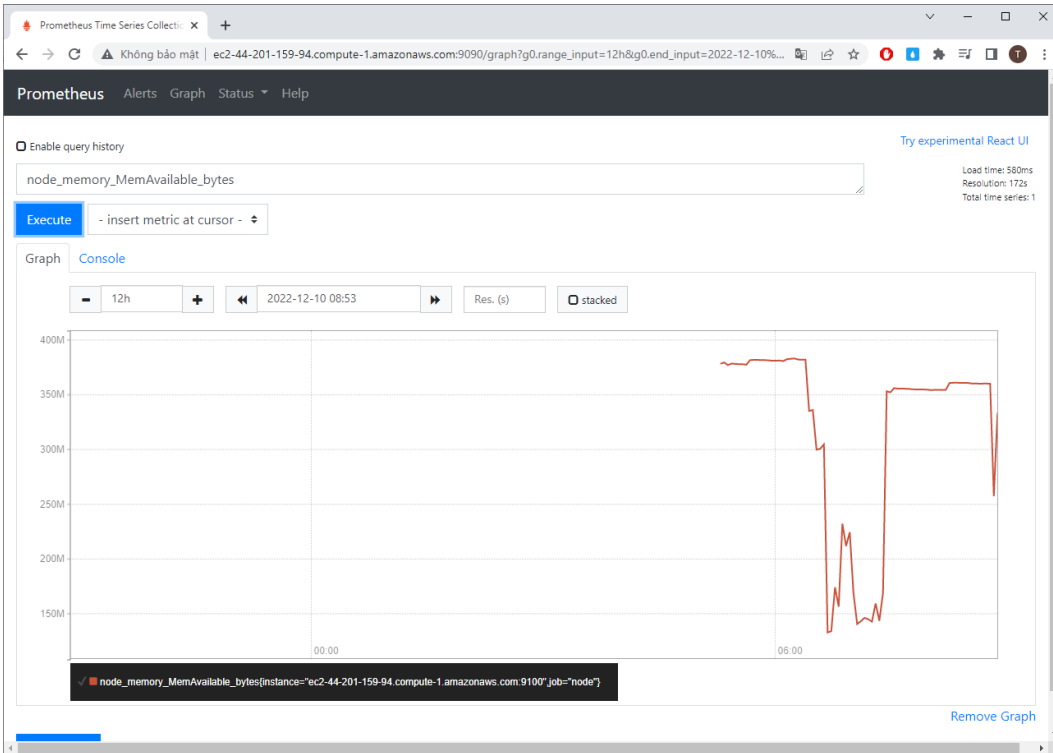 Prometheus Time Series Collectic
Không bảo mật | ec2-44-201-159-94.compute-1.amazonaws.com:9090/graph?g0.range_input=12h&g0.end_input=2022-12-10%...
T
Prometheus Alerts Graph Status Help
Try experimental React UI
Enable query history
node_memory_MemAvailable_bytes
Load time: 580ms
Resolution: 172s
Total time series: 1
Execute - insert metric at cursor -
Graph Console
12h 2022-12-10 08:53 Res. (s) stacked
400M
350M
300M
250M
200M
150M
00:00 06:00
node_memory_MemAvailable_bytes{instance="ec2-44-201-159-94.compute-1.amazonaws.com:9100",job="node"}
Remove Graph